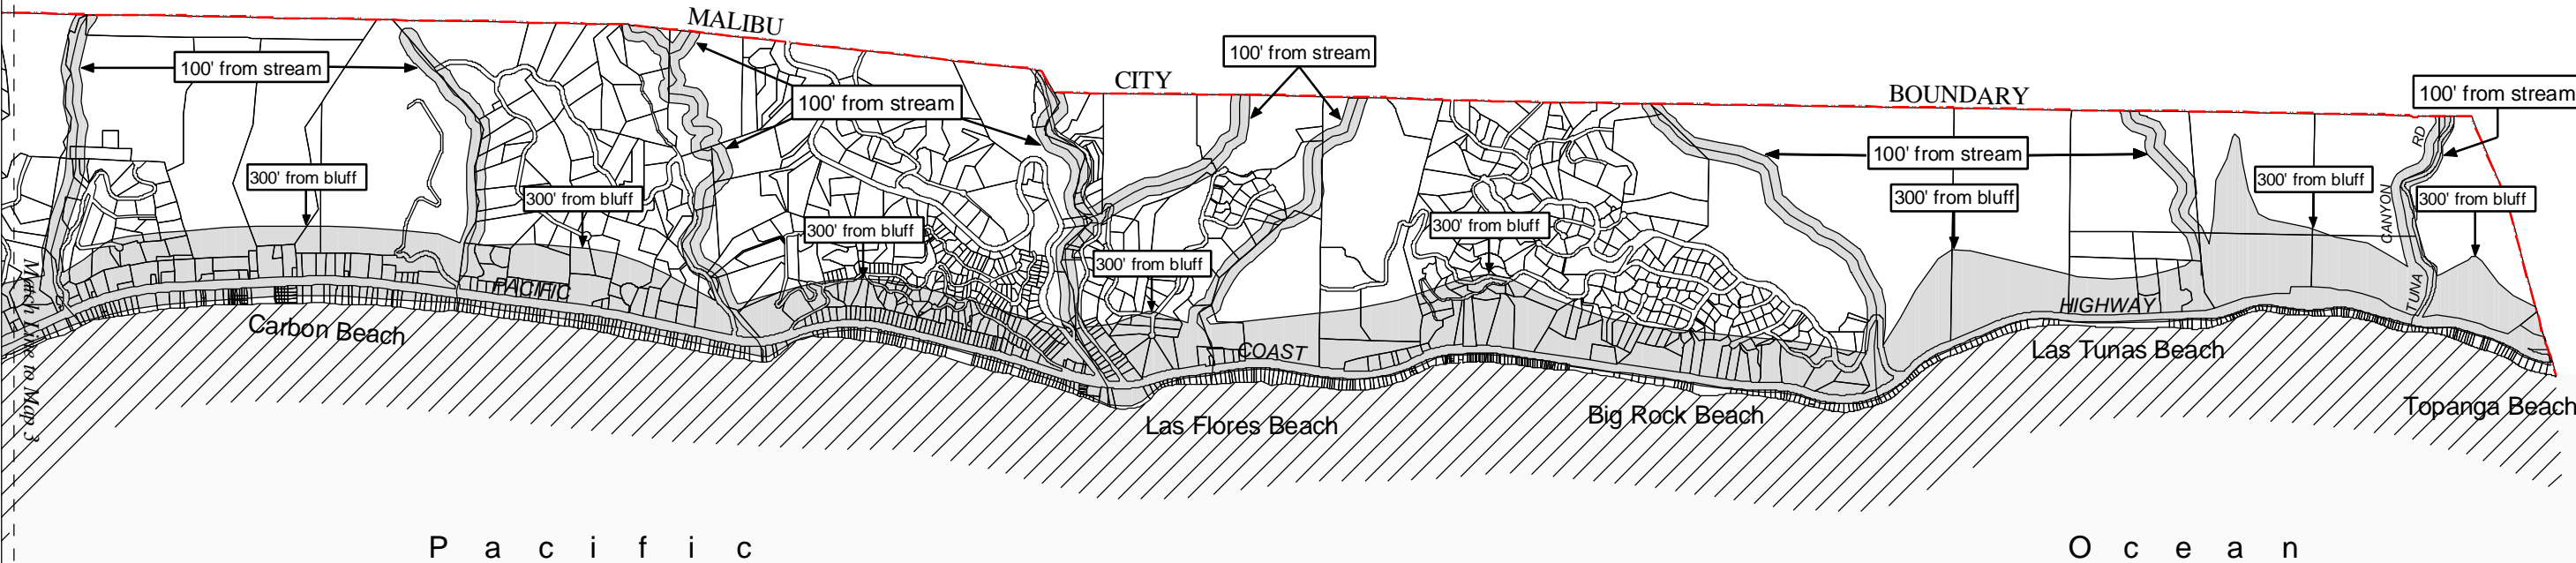 MALIBU
CITY
BOUNDARY
100' from stream
100' from stream
100' from stream
100' from stream
100' from stream
300' from bluff
300' from bluff
300' from bluff
300' from bluff
300' from bluff
300' from bluff
300' from bluff
300' from bluff
PACIFIC
COAST
HIGHWAY
TUNA
CANYON
RD
Match Line to Map 3
Carbon Beach
Las Flores Beach
Big Rock Beach
Las Tunas Beach
Topanga Beach
Pacific
Ocean